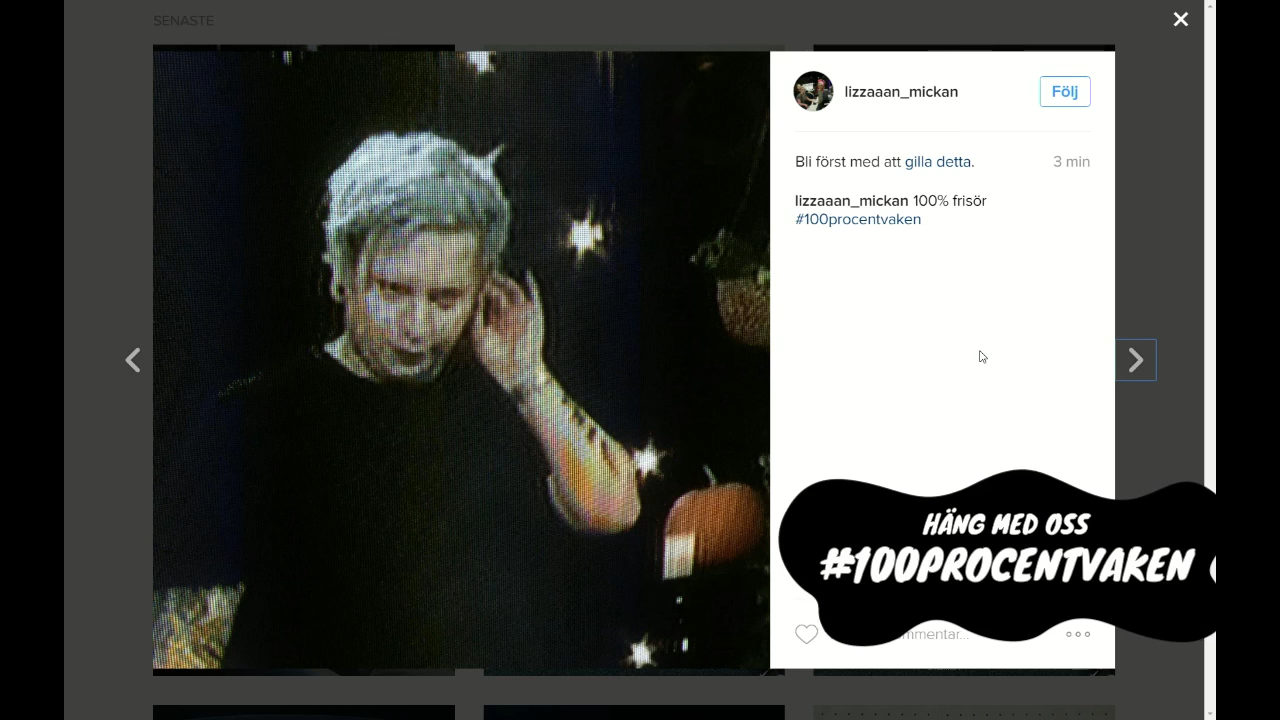 SENASTE
lizzaaan_mickan
Följ
Bli först med att gilla detta.
3 min
lizzaaan_mickan 100% frisör
#100procentvaken
HÄNG MED OSS
#100PROCENTVAKEN
mmentar...